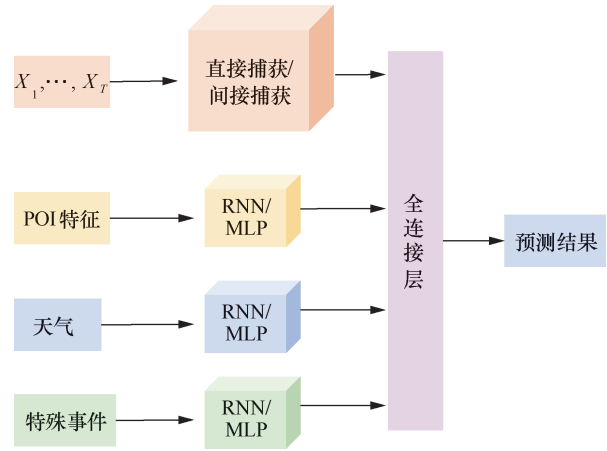 X₁,⋯, X_T
直接捕获/
间接捕获
POI特征
RNN/
MLP
天气
RNN/
MLP
特殊事件
RNN/
MLP
全连接层
预测结果